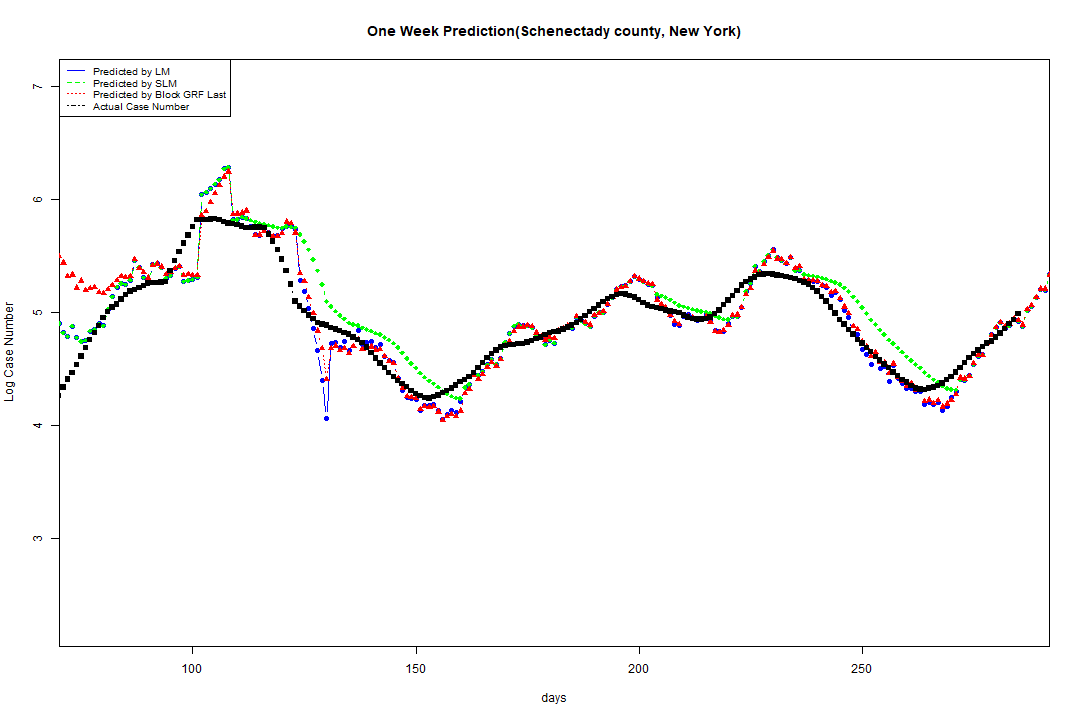 One Week Prediction(Schenectady county, New York)
Predicted by LM
Predicted by SLM
Predicted by Block GRF Last
Actual Case Number
Log Case Number
7
6
5
4
3
100 150 200 250
days